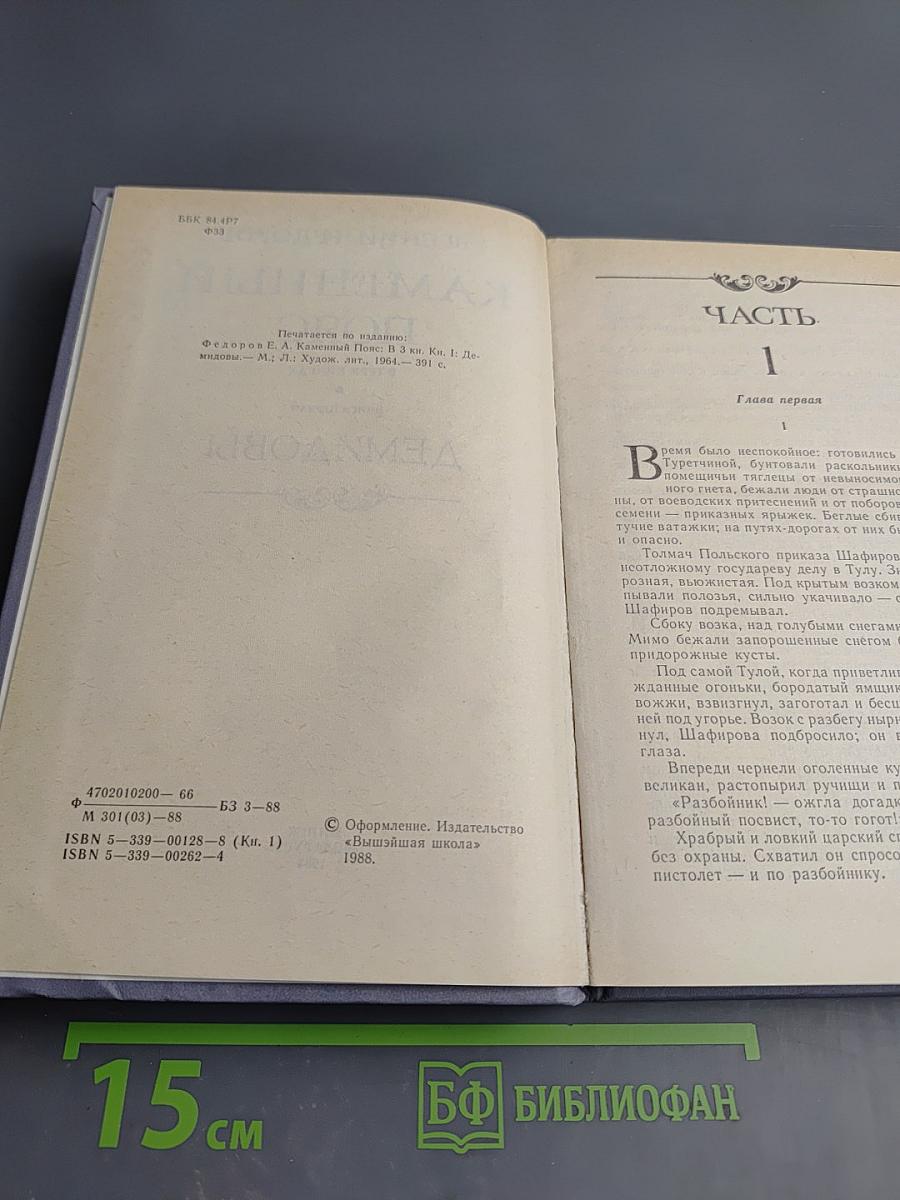 ББК 84.4Р7
Ф33
Печатается по изданию:
Федоров Е. А. Каменный Пояс: В 3 кн. Кн. I: Де-
мидовы.— М.; Л.: Худож. лит., 1964.— 391 с.
4702010200— 66
Ф
БЗ 3—88
М 301(03)—88
ISBN 5—339—00128—8 (Кн. 1)
ISBN 5—339—00262—4
© Оформление. Издательство
«Вышэйшая школа»
1988.
ЧАСТЬ
1
Глава первая
1
Время было неспокойное: готовились
Туретчиной, бунтовали раскольники
помещичьи тяглецы от невыносимо
ного гнета, бежали люди от страшно
ны, от воеводских притеснений и от поборов
семени — приказных ярыжек. Беглые сбив
тучие ватажки; на путях-дорогах от них бы
и опасно.
Толмач Польского приказа Шафиров
неотложному государеву делу в Тулу. Зи
розная, вьюжистая. Под крытым возком
пывали полозья, сильно укачивало — с
Шафиров подремывал.
Сбоку возка, над голубыми снегами
Мимо бежали запорошенные снегом б
придорожные кусты.
Под самой Тулой, когда приветлив
жданные огоньки, бородатый ямщик
вожжи, взвизгнул, загоготал и бесш
ней под угорье. Возок с разбегу нырн
нул, Шафирова подбросило; он в
глаза.
Впереди чернели оголенные ку
великан, растопырил ручищи и п
«Разбойник! — ожгла догадк
разбойный посвист, то-то гогот!
Храбрый и ловкий царский сп
без охраны. Схватил он спросо
пистолет — и по разбойнику.
15 см
БФ БИБЛИОФАН